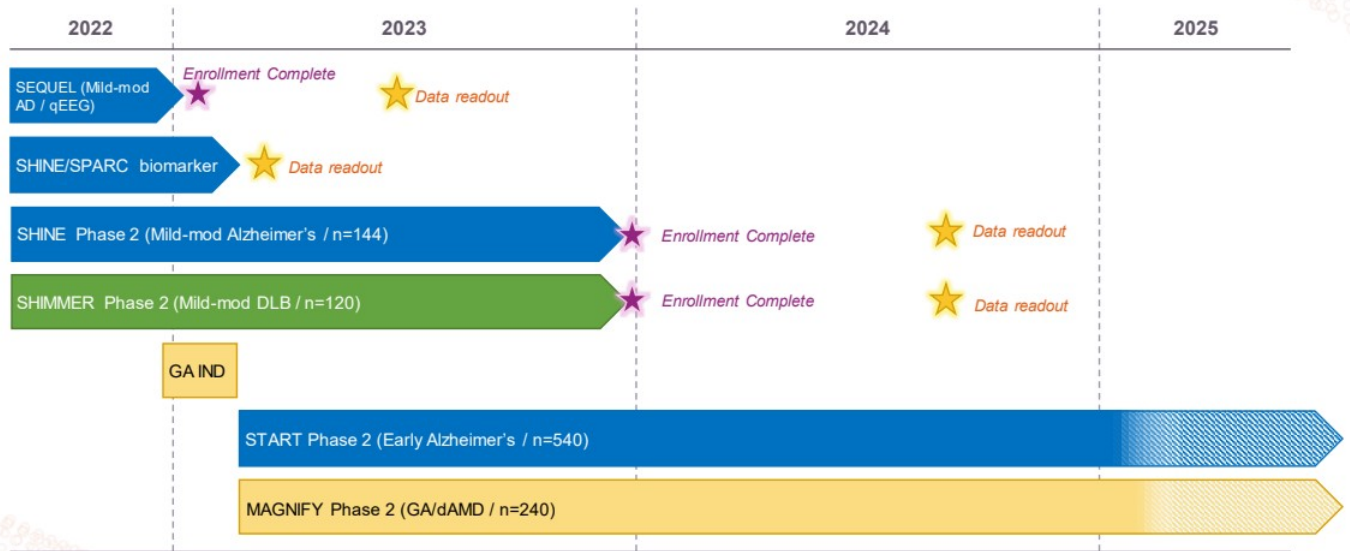 2022 2023 2024 2025
SEQUEL (Mild-mod
AD / qEEG)
Enrollment Complete
Data readout
SHINE/SPARC biomarker
Data readout
SHINE Phase 2 (Mild-mod Alzheimer's / n=144)
Enrollment Complete
Data readout
SHIMMER Phase 2 (Mild-mod DLB / n=120)
Enrollment Complete
Data readout
GA IND
START Phase 2 (Early Alzheimer's / n=540)
MAGNIFY Phase 2 (GA/dAMD / n=240)